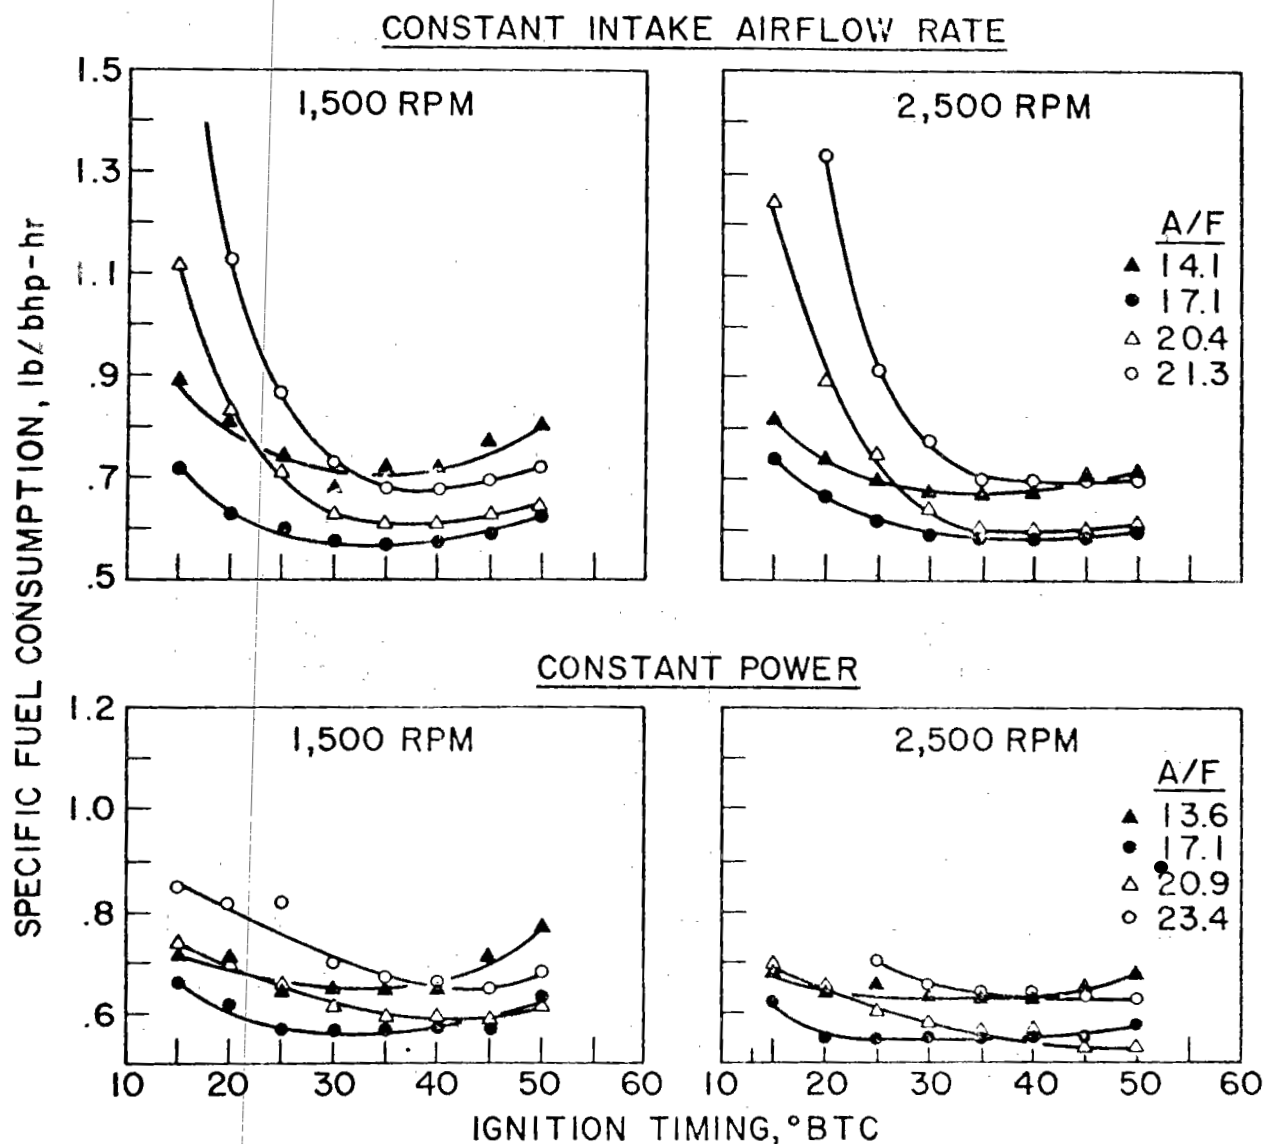 CONSTANT INTAKE AIRFLOW RATE
1,500 RPM
2,500 RPM
1.5
1.3
1.1
.9
.7
.5
A/F
14.1
17.1
20.4
21.3
SPECIFIC FUEL CONSUMPTION, lb/bhp-hr
CONSTANT POWER
1,500 RPM
2,500 RPM
1.2
1.0
.8
.6
A/F
13.6
17.1
20.9
23.4
10 20 30 40 50 60
10 20 30 40 50 60
IGNITION TIMING, °BTC